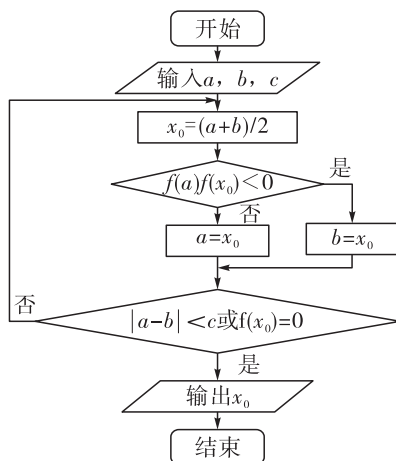 开始
输入a，b，c
x₀=(a+b)/2
f(a)f(x₀)<0
是
否
a=x₀
b=x₀
否
|a-b|<c或f(x₀)=0
是
输出x₀
结束